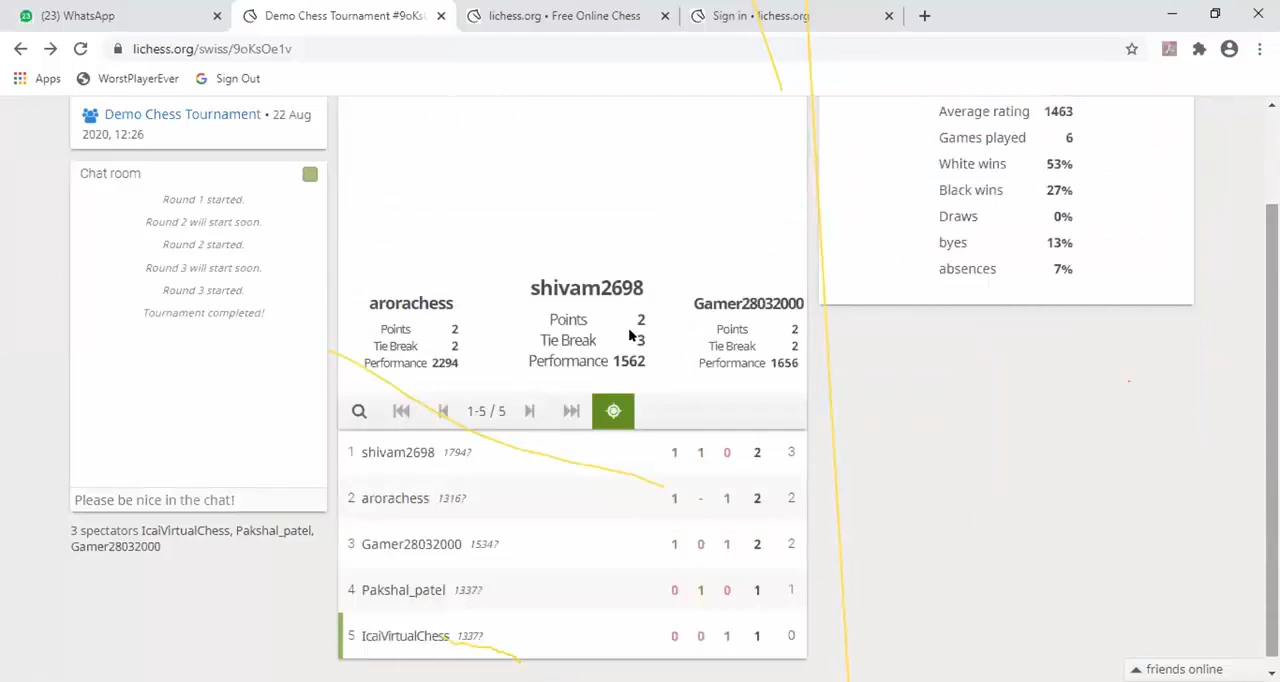 (23) WhatsApp
Demo Chess Tournament #9oKs
lichess.org • Free Online Chess
Sign in • lichess.org
lichess.org/swiss/9oKsOe1v
Apps
WorstPlayerEver
Sign Out
Demo Chess Tournament • 22 Aug
2020, 12:26
Chat room
Round 1 started.
Round 2 will start soon.
Round 2 started.
Round 3 will start soon.
Round 3 started.
Tournament completed!
Please be nice in the chat!
3 spectators IcaiVirtualChess, Pakshal_patel,
Gamer28032000
arorachess
Points 2
Tie Break 2
Performance 2294
shivam2698
Points 2
Tie Break 3
Performance 1562
Gamer28032000
Points 2
Tie Break 2
Performance 1656
1-5 / 5
1 shivam2698 1794? 1 1 0 2 3
2 arorachess 1316? 1 - 1 2 2
3 Gamer28032000 1534? 1 0 1 2 2
4 Pakshal_patel 1337? 0 1 0 1 1
5 IcaiVirtualChess 1337? 0 0 1 1 0
Average rating 1463
Games played 6
White wins 53%
Black wins 27%
Draws 0%
byes 13%
absences 7%
friends online